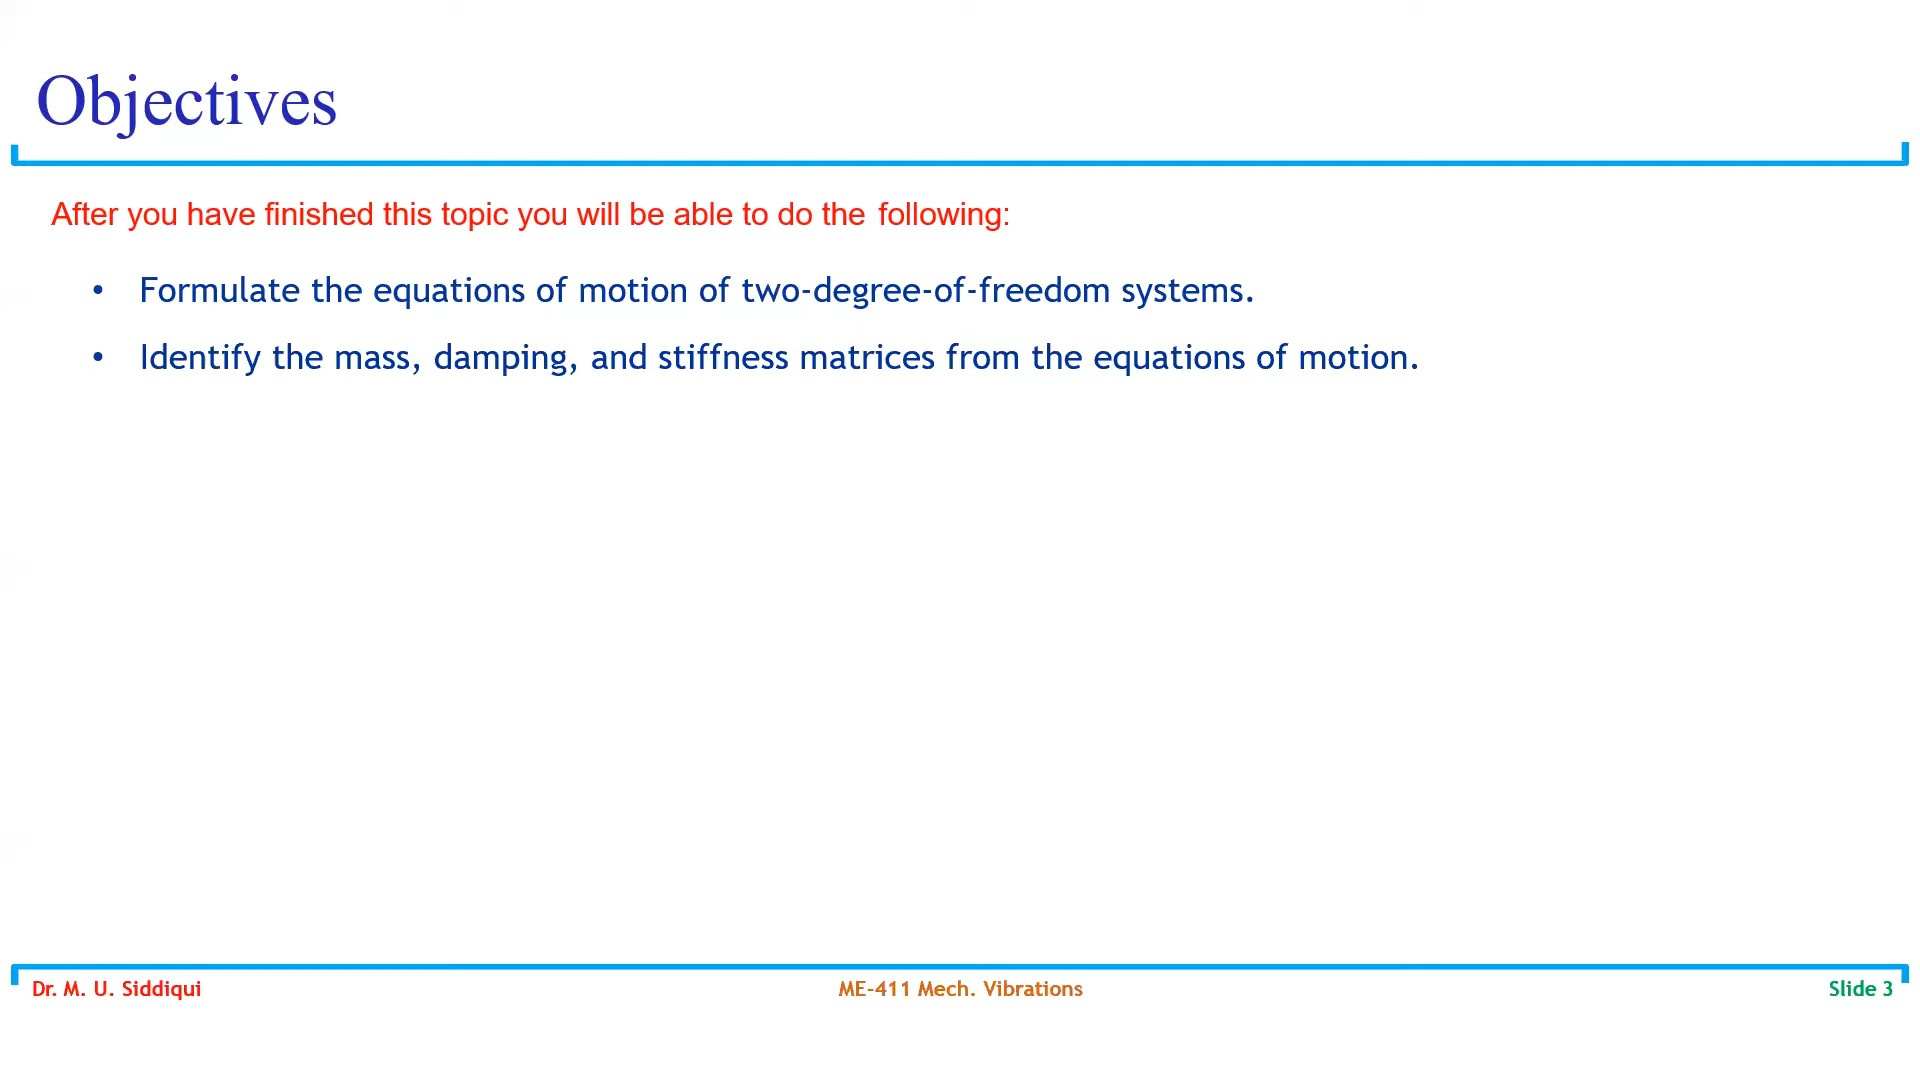 Objectives
After you have finished this topic you will be able to do the following:
• Formulate the equations of motion of two-degree-of-freedom systems.
• Identify the mass, damping, and stiffness matrices from the equations of motion.
Dr. M. U. Siddiqui
ME-411 Mech. Vibrations
Slide 3